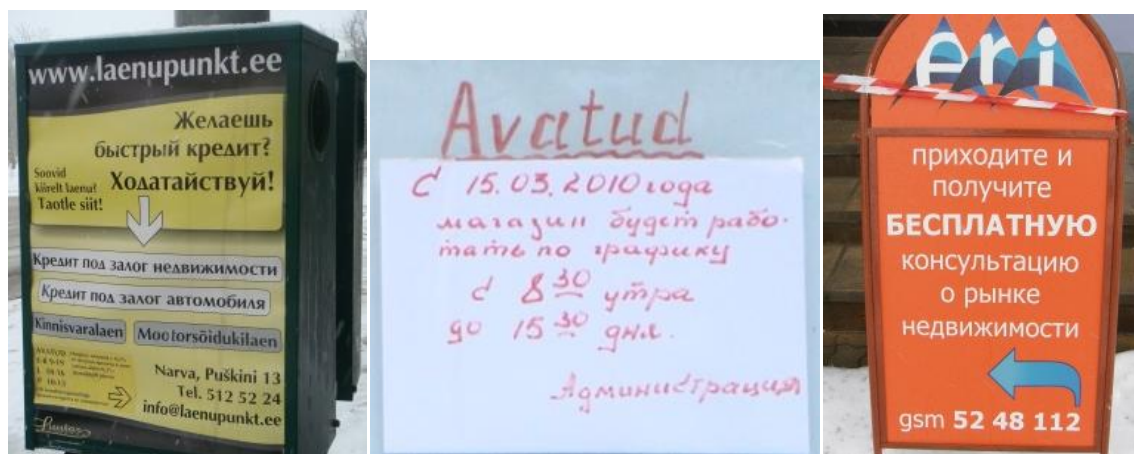 www.laenupunkt.ee
Желаешь
быстрый кредит?
Ходатайствуй!
Soovid
kiirelt laenu!
Taotle siit!
Кредит под залог недвижимости
Кредит под залог автомобиля
Kinnisvaralaen Mootorsõidukilaen
Narva, Puškini 13
Tel. 512 52 24
info@laenupunkt.ee
Avatud
С 15.03.2010 года
магазин будет рабо-
тать по графику
с 8 30 утра
до 15 30 дня.
Администрация
eri
приходите и
получите
БЕСПЛАТНУЮ
консультацию
о рынке
недвижимости
gsm 52 48 112